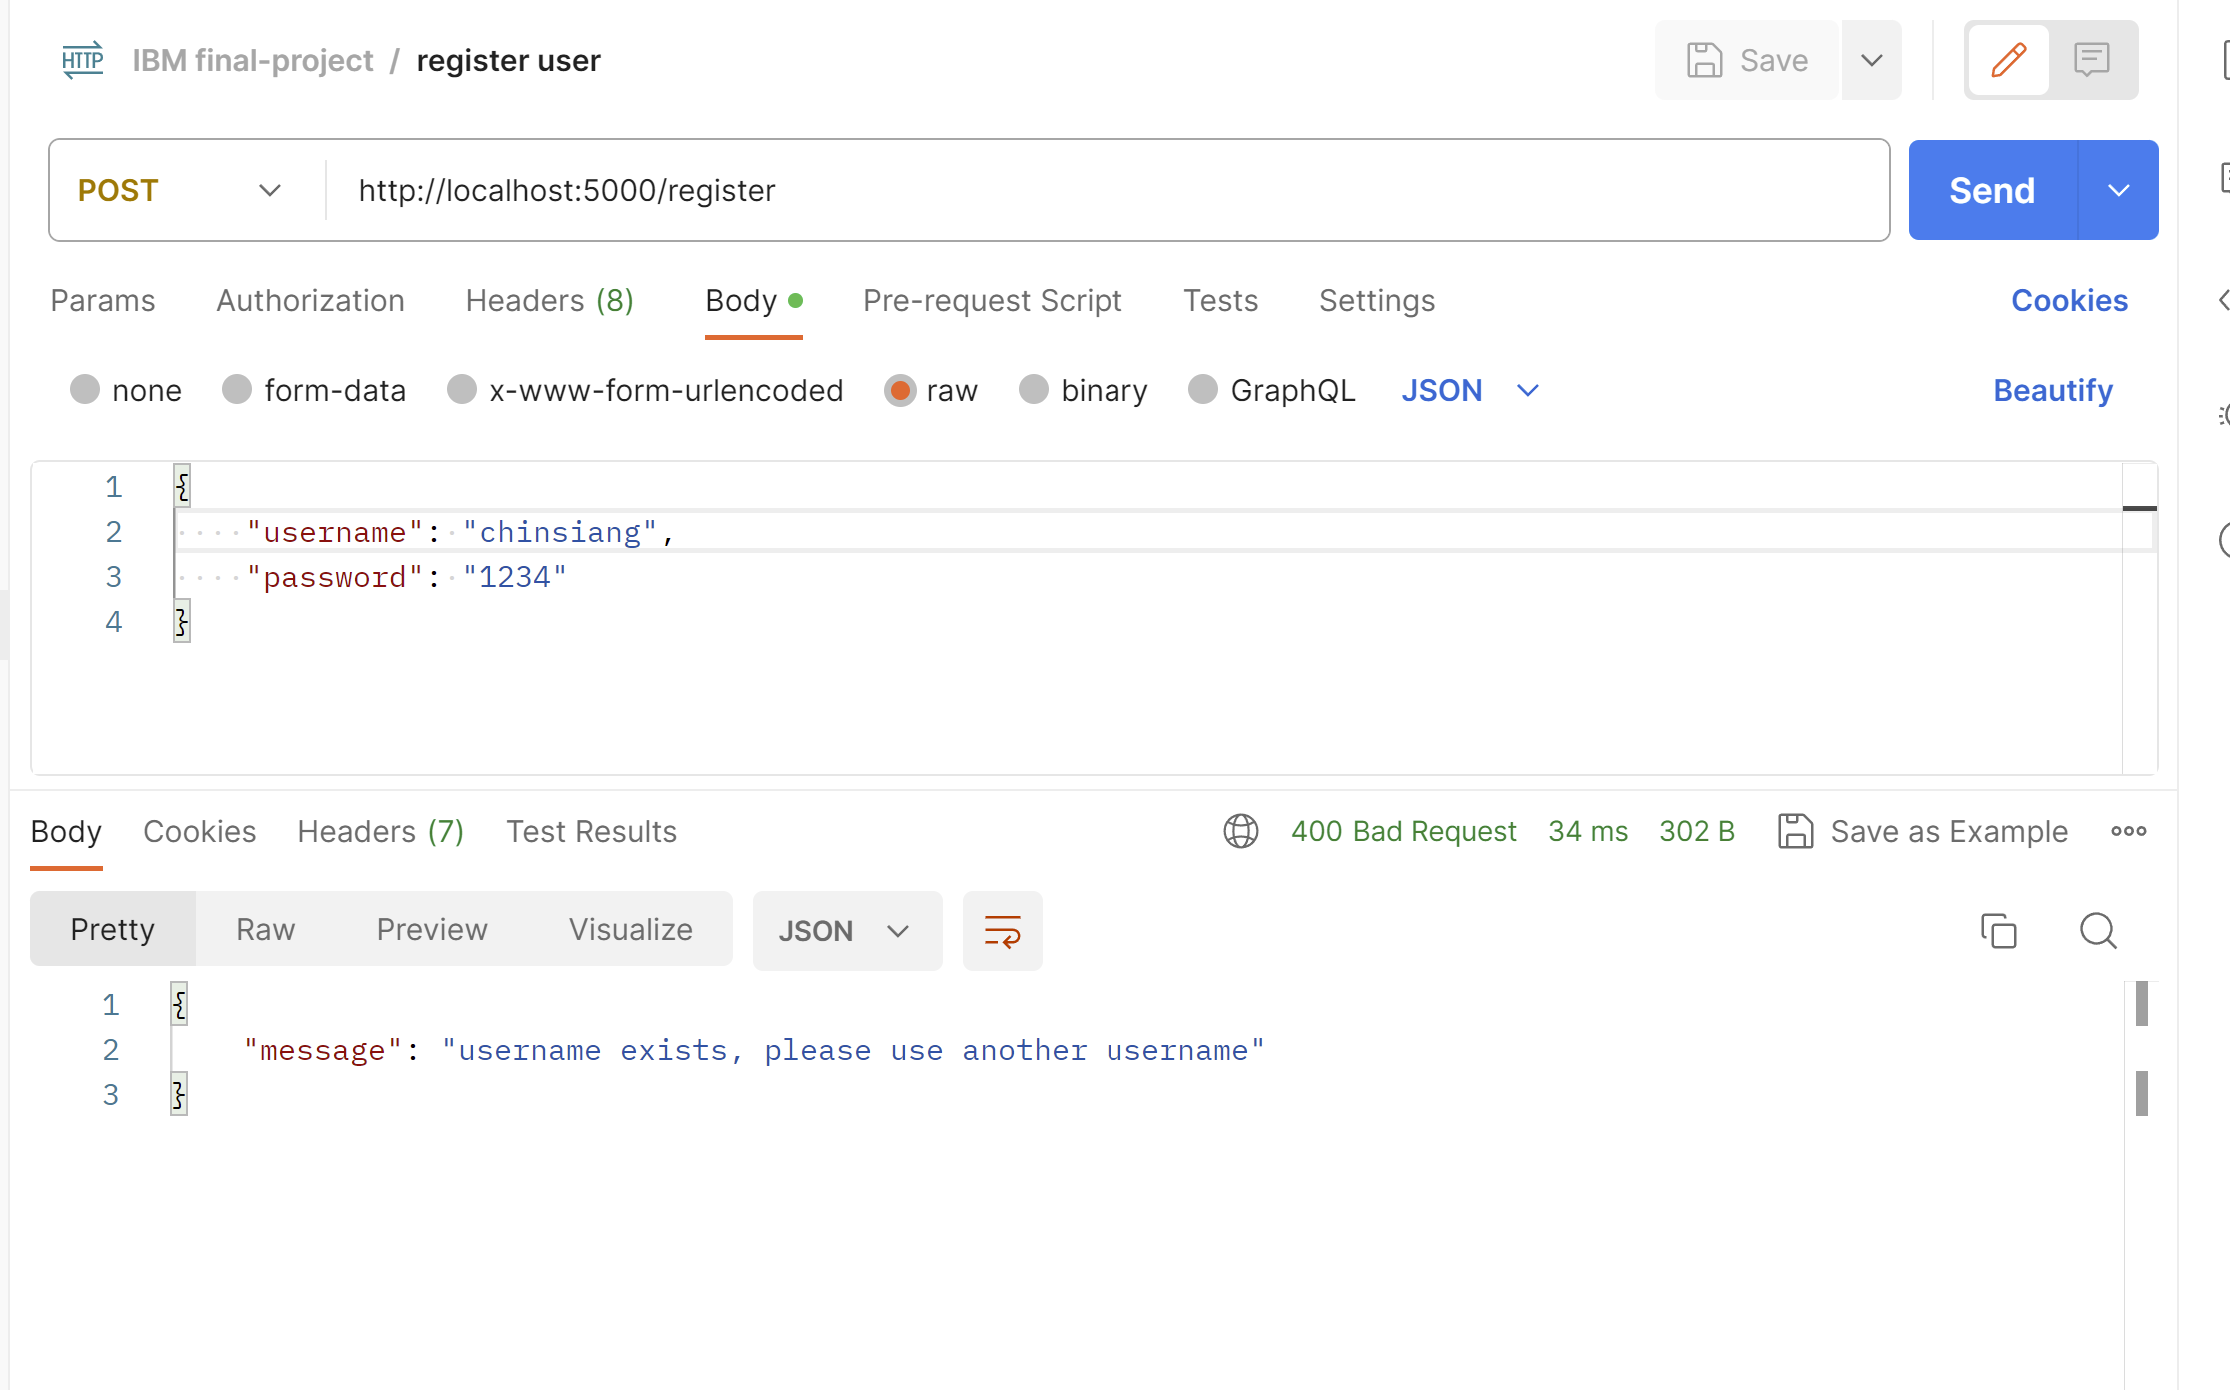 HTTP IBM final-project / register user Save
POST http://localhost:5000/register Send
Params Authorization Headers (8) Body Pre-request Script Tests Settings Cookies
none form-data x-www-form-urlencoded raw binary GraphQL JSON Beautify
1 {
2 "username": "chinsiang",
3 "password": "1234"
4 }
Body Cookies Headers (7) Test Results 400 Bad Request 34 ms 302 B Save as Example
Pretty Raw Preview Visualize JSON
1 {
2 "message": "username exists, please use another username"
3 }